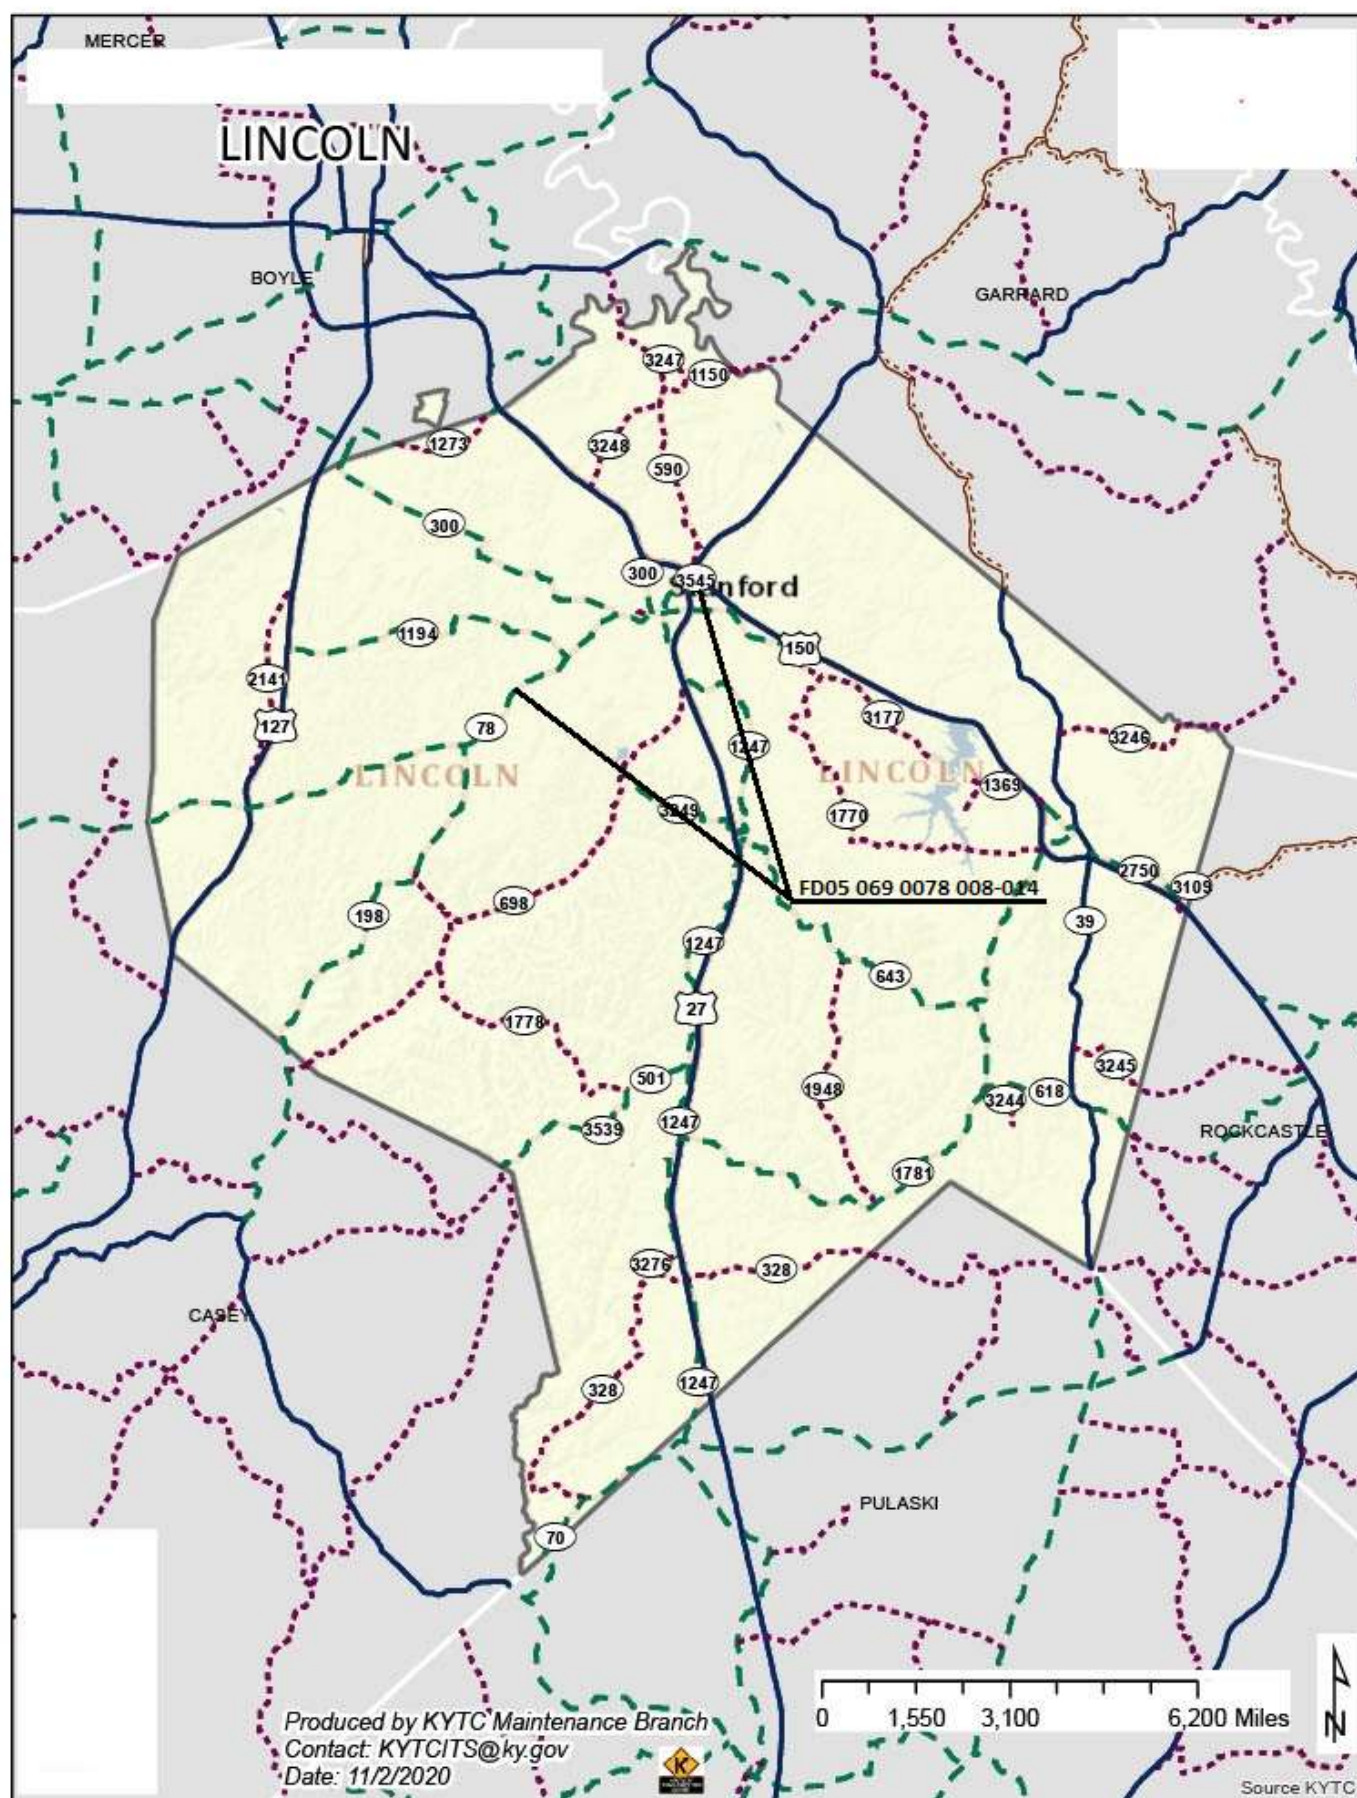 MERCER
LINCOLN
BOYLE
GARRARD
3247
1150
1273
3248
590
300
300
3545
Stanford
1194
150
2141
127
78
3177
3246
1247
LINCOLN
LINCOLN
1369
3249
1770
2750
3109
FD05 069 0078 008-014
698
198
39
1247
643
27
1778
501
3245
1948
618
3244
1247
3539
ROCKCASTLE
1781
3276
328
CASEY
1247
328
PULASKI
70
0 1,550 3,100 6,200 Miles
N
Produced by KYTC Maintenance Branch
Contact: KYTCITS@ky.gov
Date: 11/2/2020
K
Source KYTC